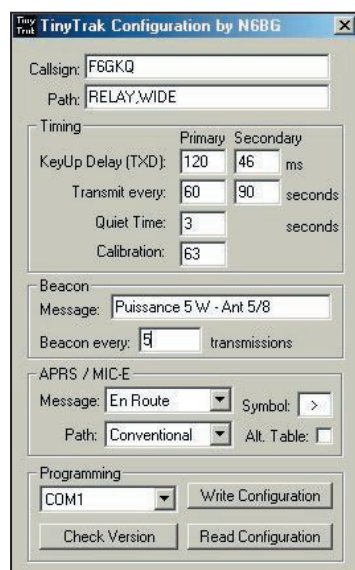 Tiny Trak TinyTrak Configuration by N6BG
Callsign: F6GKQ
Path: RELAY,WIDE
Timing
Primary Secondary
KeyUp Delay (TXD): 120 46 ms
Transmit every: 60 90 seconds
Quiet Time: 3 seconds
Calibration: 63
Beacon
Message: Puissance 5 W - Ant 5/8
Beacon every: 5 transmissions
APRS / MIC-E
Message: En Route Symbol: >
Path: Conventional Alt. Table:
Programming
COM1 Write Configuration
Check Version Read Configuration